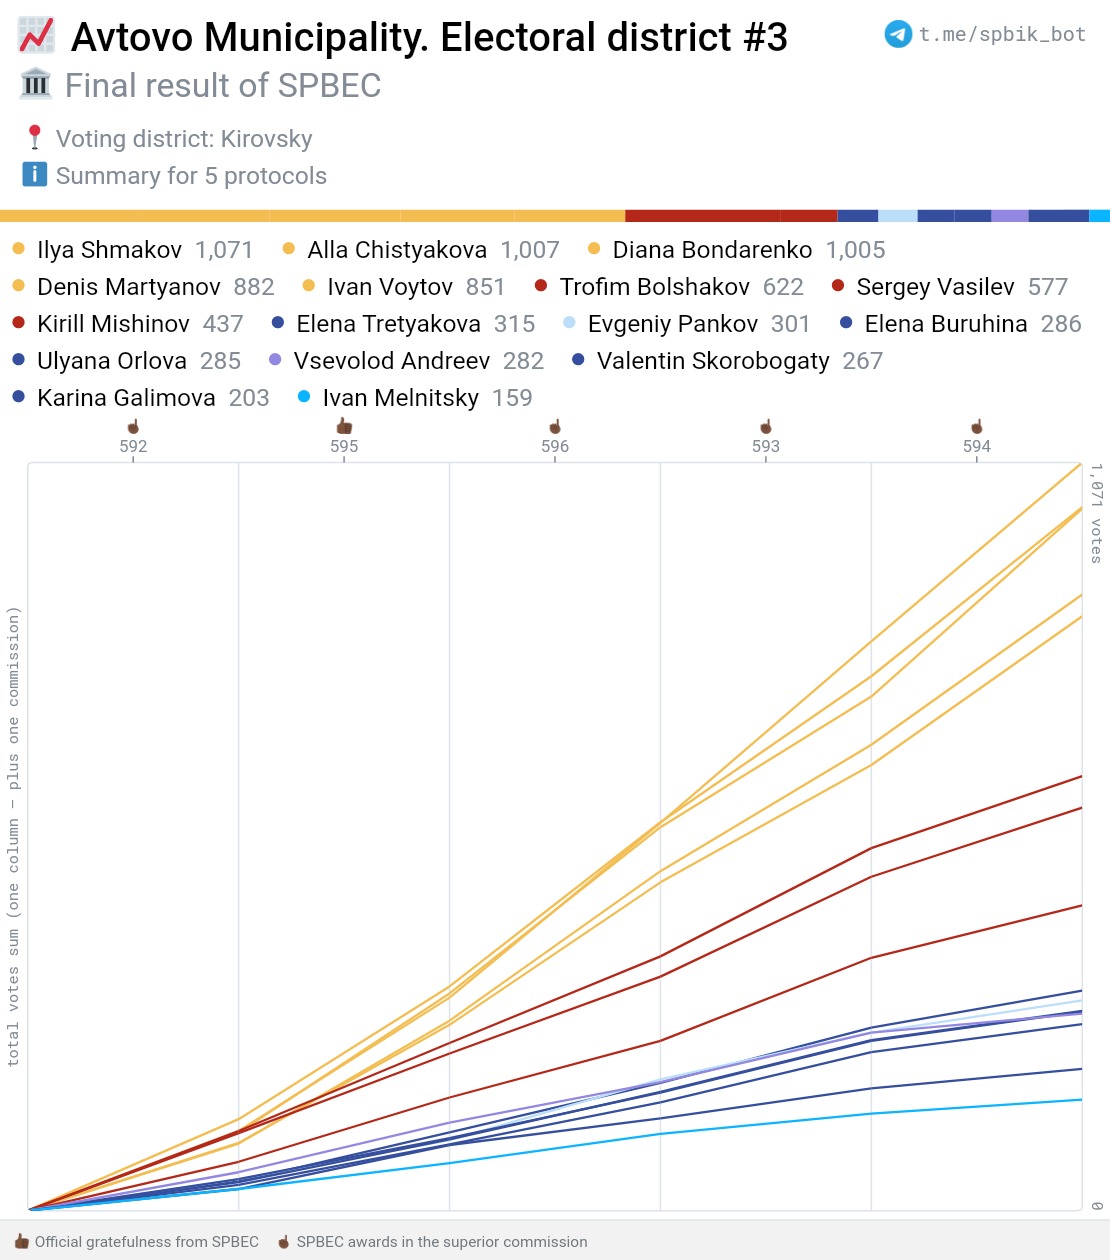 Avtovo Municipality. Electoral district #3
t.me/spbik_bot
Final result of SPBEC
Voting district: Kirovsky
Summary for 5 protocols
Ilya Shmakov 1,071 Alla Chistyakova 1,007 Diana Bondarenko 1,005
Denis Martyanov 882 Ivan Voytov 851 Trofim Bolshakov 622 Sergey Vasilev 577
Kirill Mishinov 437 Elena Tretyakova 315 Evgeniy Pankov 301 Elena Buruhina 286
Ulyana Orlova 285 Vsevolod Andreev 282 Valentin Skorobogaty 267
Karina Galimova 203 Ivan Melnitsky 159
592 595 596 593 594
1,071 votes
total votes sum (one column – plus one commission)
0
Official gratefulness from SPBEC SPBEC awards in the superior commission